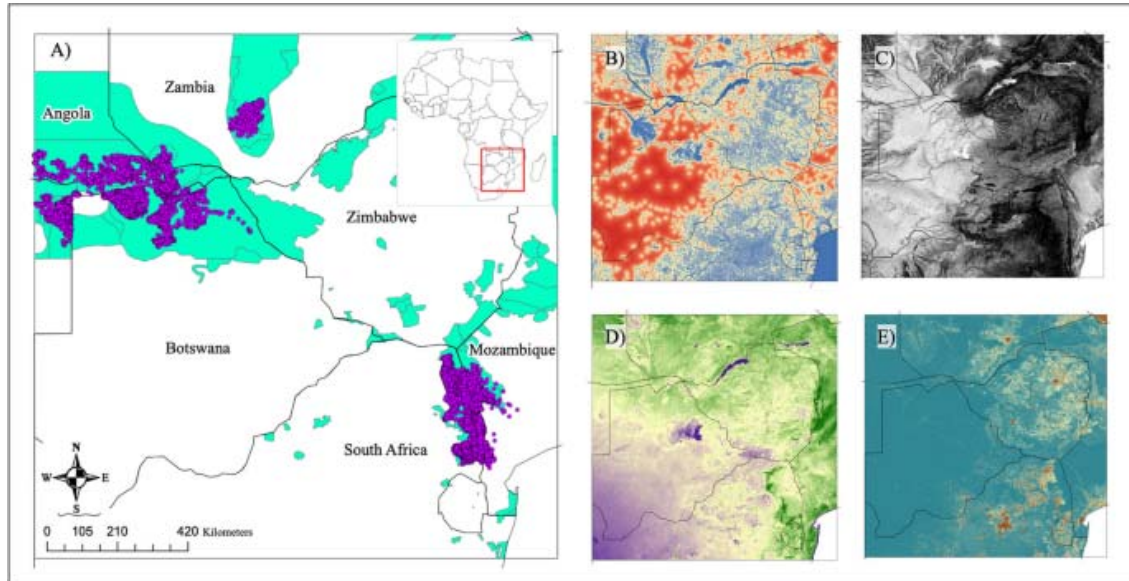 A)
Zambia
Angola
Zimbabwe
Botswana
Mozambique
South Africa
N
W E
S
0 105 210 420 Kilometers
B)
C)
D)
E)